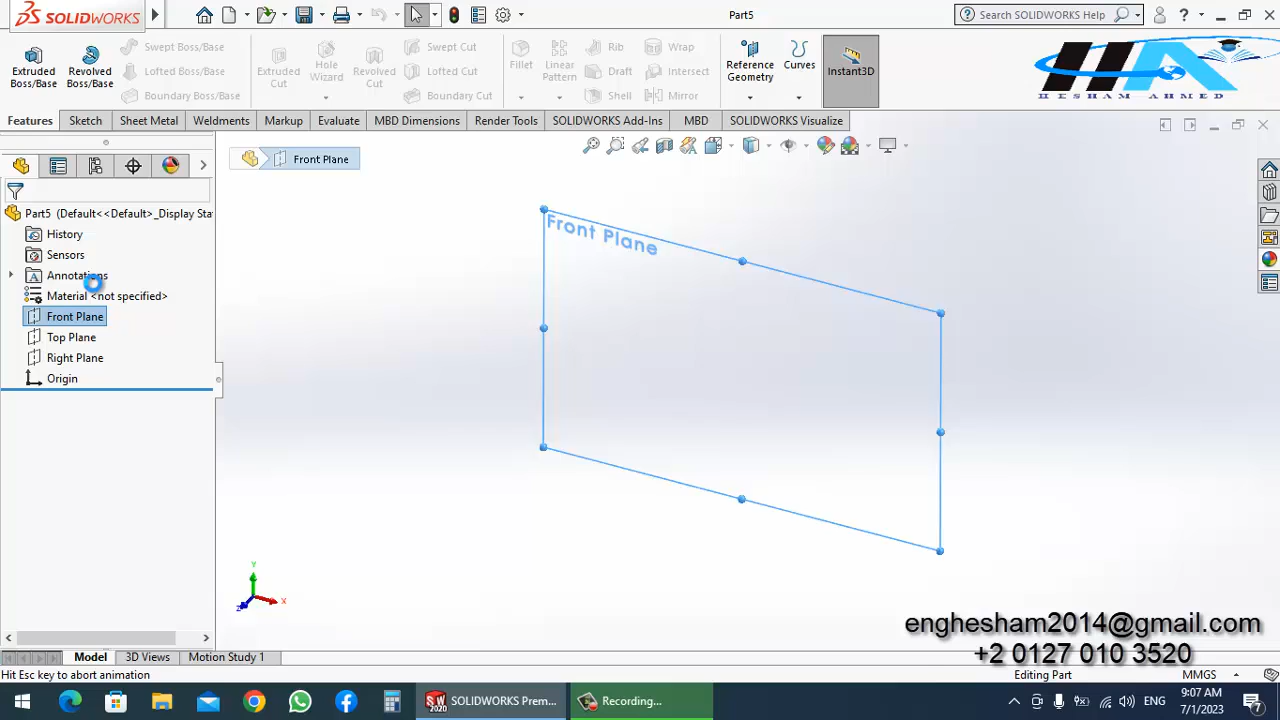 SOLIDWORKS
Part5
Search SOLIDWORKS Help
?
Extruded Boss/Base
Revolved Boss/Base
Swept Boss/Base
Lofted Boss/Base
Boundary Boss/Base
Extruded Cut
Hole Wizard
Revolved Cut
Swept Cut
Lofted Cut
Boundary Cut
Fillet
Linear Pattern
Rib
Draft
Shell
Wrap
Intersect
Mirror
Reference Geometry
Curves
Instant3D
HA
HESHAM AHMED
Features
Sketch
Sheet Metal
Weldments
Markup
Evaluate
MBD Dimensions
Render Tools
SOLIDWORKS Add-Ins
MBD
SOLIDWORKS Visualize
Front Plane
Part5 (Default<<Default>_Display Sta
History
Sensors
Annotations
Material <not specified>
Front Plane
Top Plane
Right Plane
Origin
Front Plane
Y
X
Z
enghesham2014@gmail.com
+2 0127 010 3520
Model
3D Views
Motion Study 1
Hit Esc key to abort animation
Editing Part
MMGS
SOLIDWORKS Prem...
Recording...
ENG
9:07 AM
7/1/2023
7